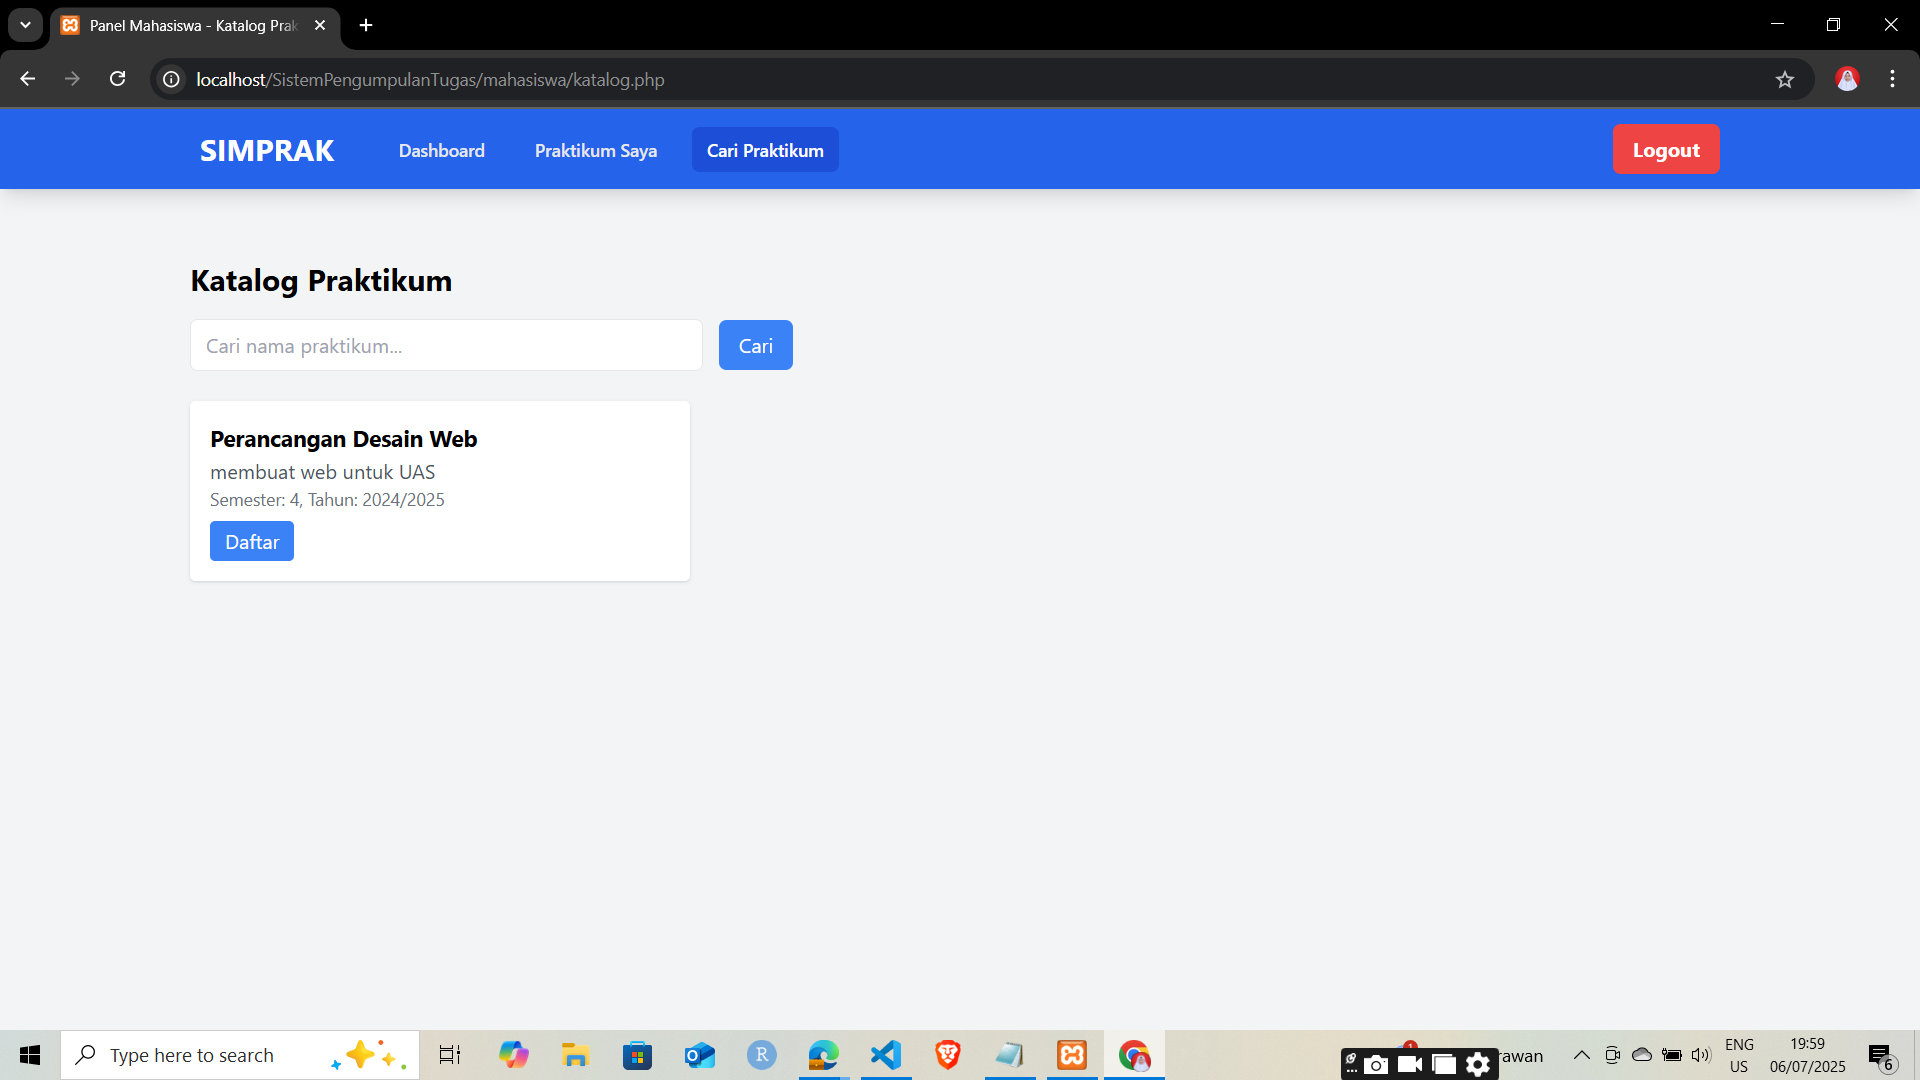 Panel Mahasiswa - Katalog Prak
localhost/SistemPengumpulanTugas/mahasiswa/katalog.php
SIMPRAK
Dashboard
Praktikum Saya
Cari Praktikum
Logout
Katalog Praktikum
Cari nama praktikum...
Cari
Perancangan Desain Web
membuat web untuk UAS
Semester: 4, Tahun: 2024/2025
Daftar
Type here to search
R
1
rawan
ENG
US
19:59
06/07/2025
6